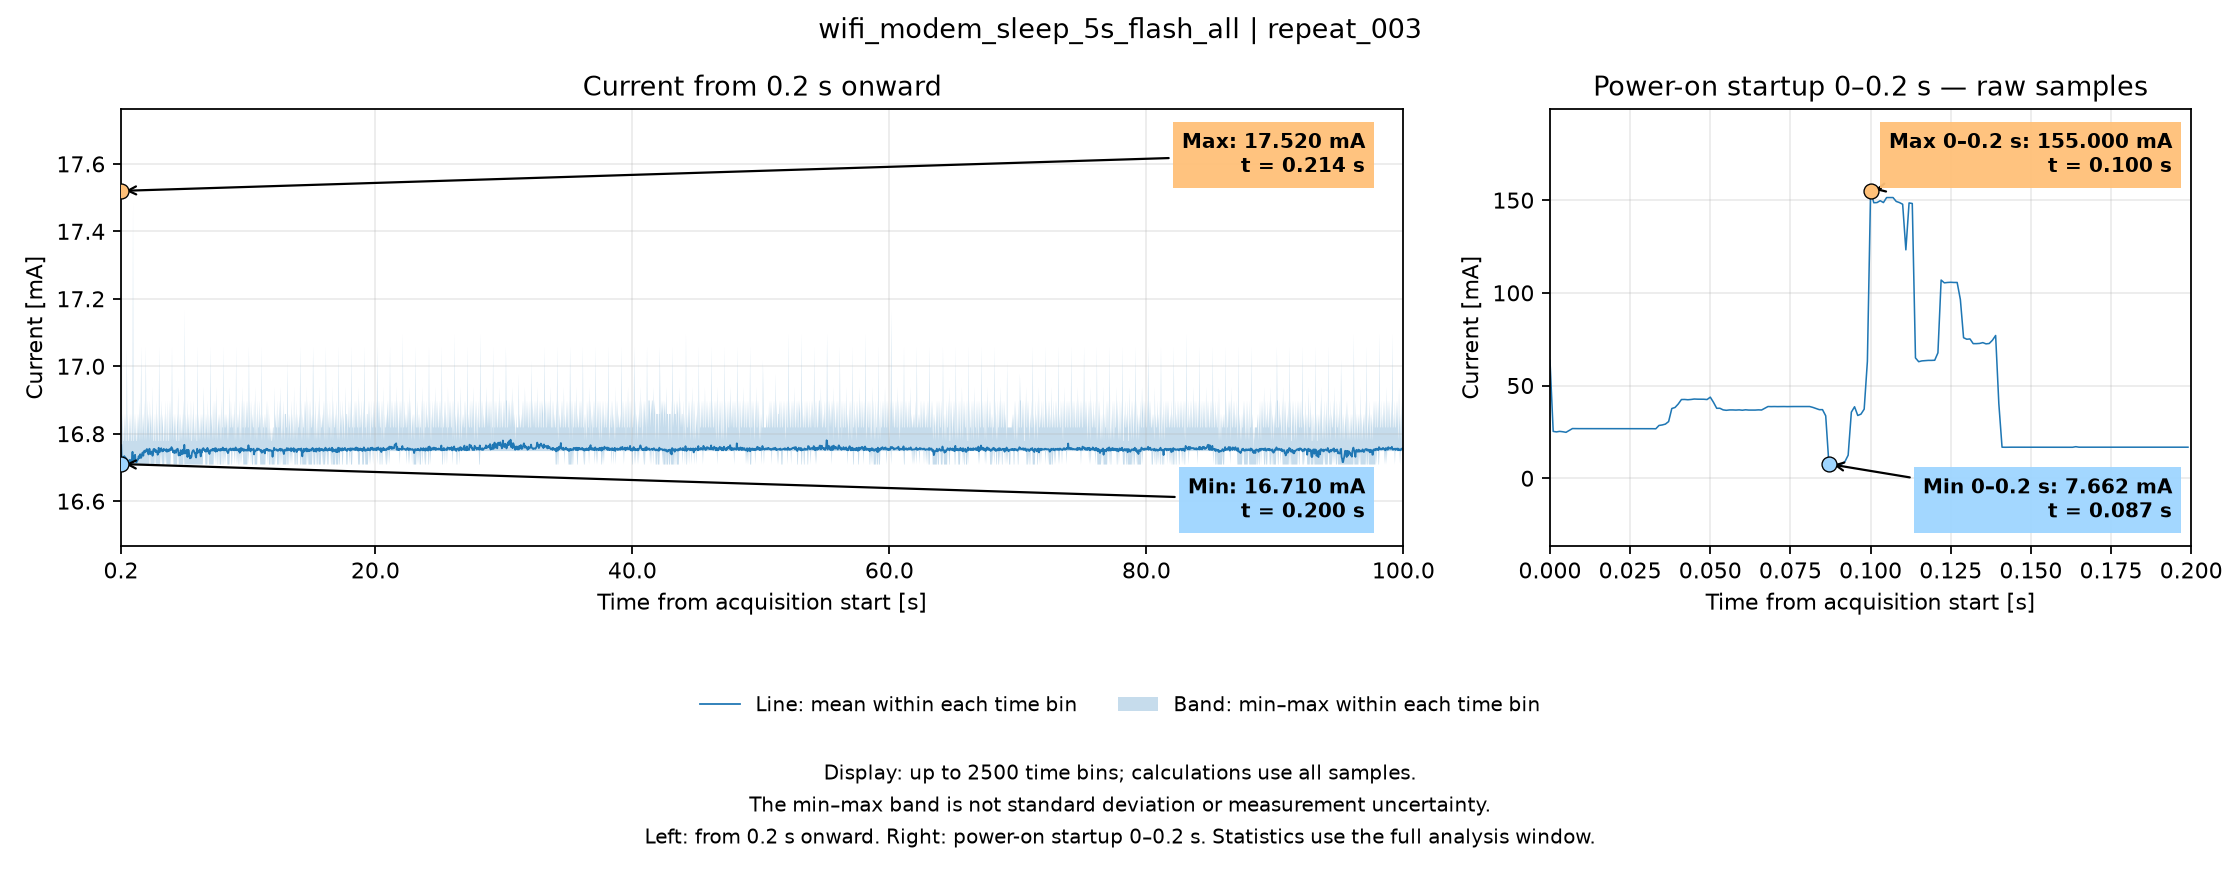 wifi_modem_sleep_5s_flash_all | repeat_003
Current from 0.2 s onward
Max: 17.520 mA
t = 0.214 s
17.6
17.4
17.2
17.0
16.8
16.6
Current [mA]
Min: 16.710 mA
t = 0.200 s
0.2 20.0 40.0 60.0 80.0 100.0
Time from acquisition start [s]
Power-on startup 0–0.2 s — raw samples
Max 0–0.2 s: 155.000 mA
t = 0.100 s
150
100
50
0
Current [mA]
Min 0–0.2 s: 7.662 mA
t = 0.087 s
0.000 0.025 0.050 0.075 0.100 0.125 0.150 0.175 0.200
Time from acquisition start [s]
Line: mean within each time bin
Band: min–max within each time bin
Display: up to 2500 time bins; calculations use all samples.
The min–max band is not standard deviation or measurement uncertainty.
Left: from 0.2 s onward. Right: power-on startup 0–0.2 s. Statistics use the full analysis window.